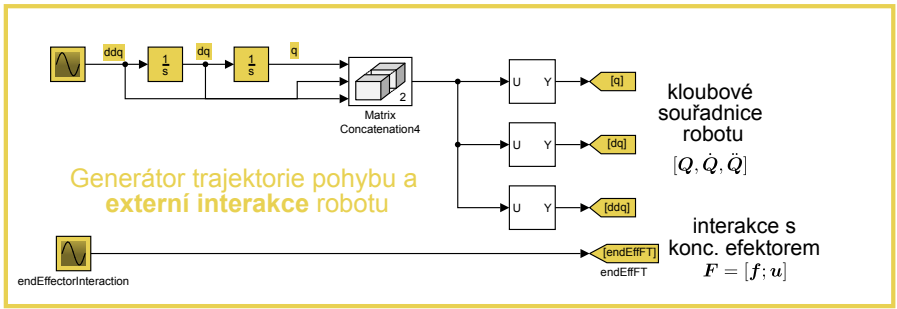 ddq
dq
q
1
s
1
s
2
Matrix
Concatenation4
U Y
[q]
U Y
[dq]
U Y
[ddq]
kloubové
souřadnice
robotu
[Q, Q̇, Q̈]
Generátor trajektorie pohybu a
externí interakce robotu
endEffectorInteraction
[endEffFT]
endEffFT
interakce s
konc. efektorem
F = [f; u]